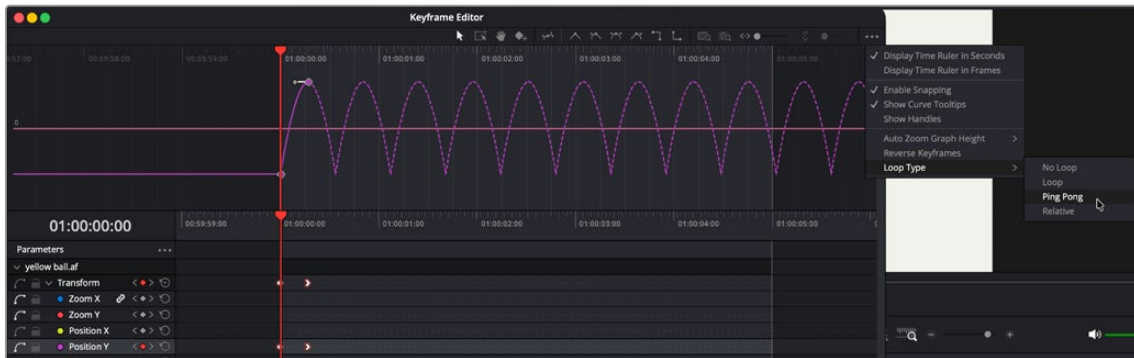 Keyframe Editor
57:00 00:59:58:00 00:59:59:00 01:00:00:00 01:00:01:00 01:00:02:00 01:00:03:00 01:00:04:00 01:00:05:00
✓ Display Time Ruler in Seconds
Display Time Ruler in Frames
✓ Enable Snapping
✓ Show Curve Tooltips
Show Handles
0
Auto Zoom Graph Height >
Reverse Keyframes
Loop Type >
No Loop
Loop
Ping Pong
Relative
01:00:00:00
00:59:59:00 01:00:00:00 01:00:01:00 01:00:02:00 01:00:03:00 01:00:04:00 01:00:05:00
Parameters
yellow ball.af
Transform
Zoom X
Zoom Y
Position X
Position Y